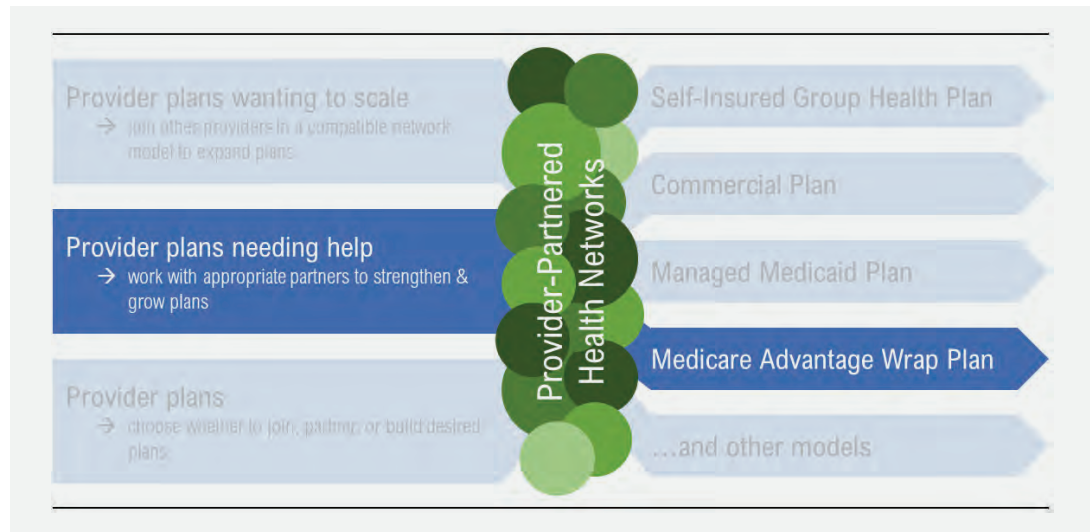 Provider plans wanting to scale
→ join other providers in a compatible network
model to expand plans
Provider plans needing help
→ work with appropriate partners to strengthen &
grow plans
Provider plans
→ choose whether to join, partner, or build desired
plans
Provider-Partnered
Health Networks
Self-Insured Group Health Plan
Commercial Plan
Managed Medicaid Plan
Medicare Advantage Wrap Plan
…and other models